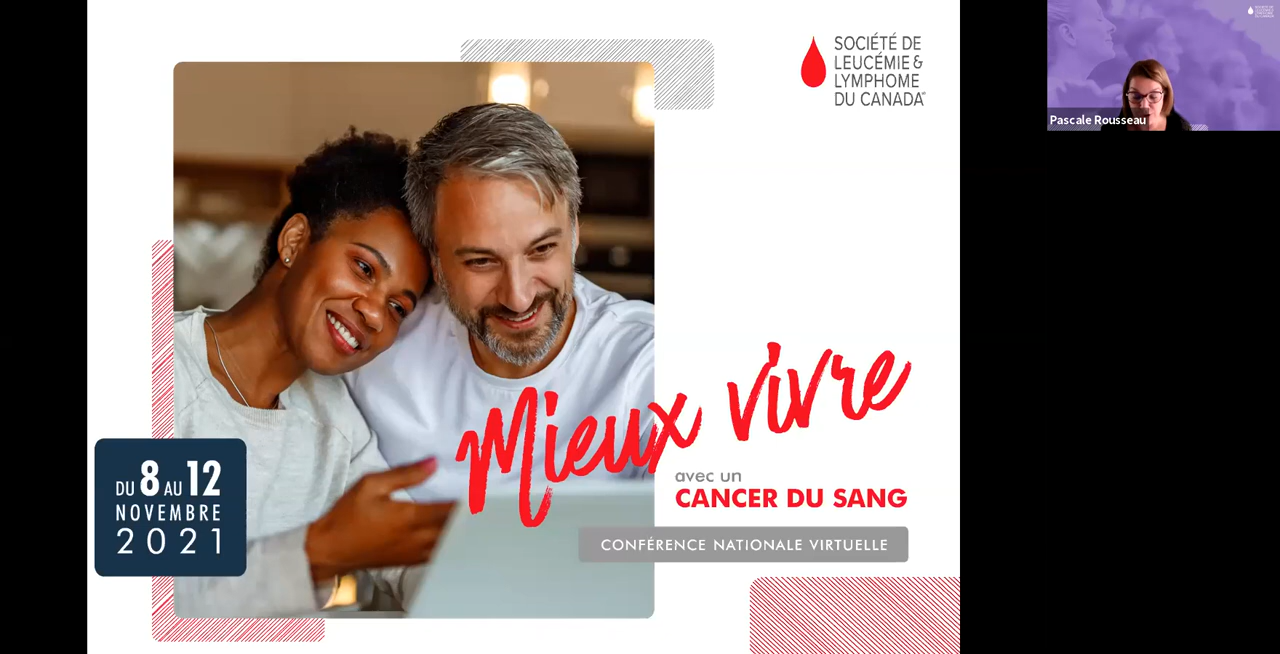 SOCIÉTÉ DE
LEUCÉMIE &
LYMPHOME
DU CANADA
Pascale Rousseau
Mieux vivre
avec un
CANCER DU SANG
CONFÉRENCE NATIONALE VIRTUELLE
DU 8 AU 12
NOVEMBRE
2021